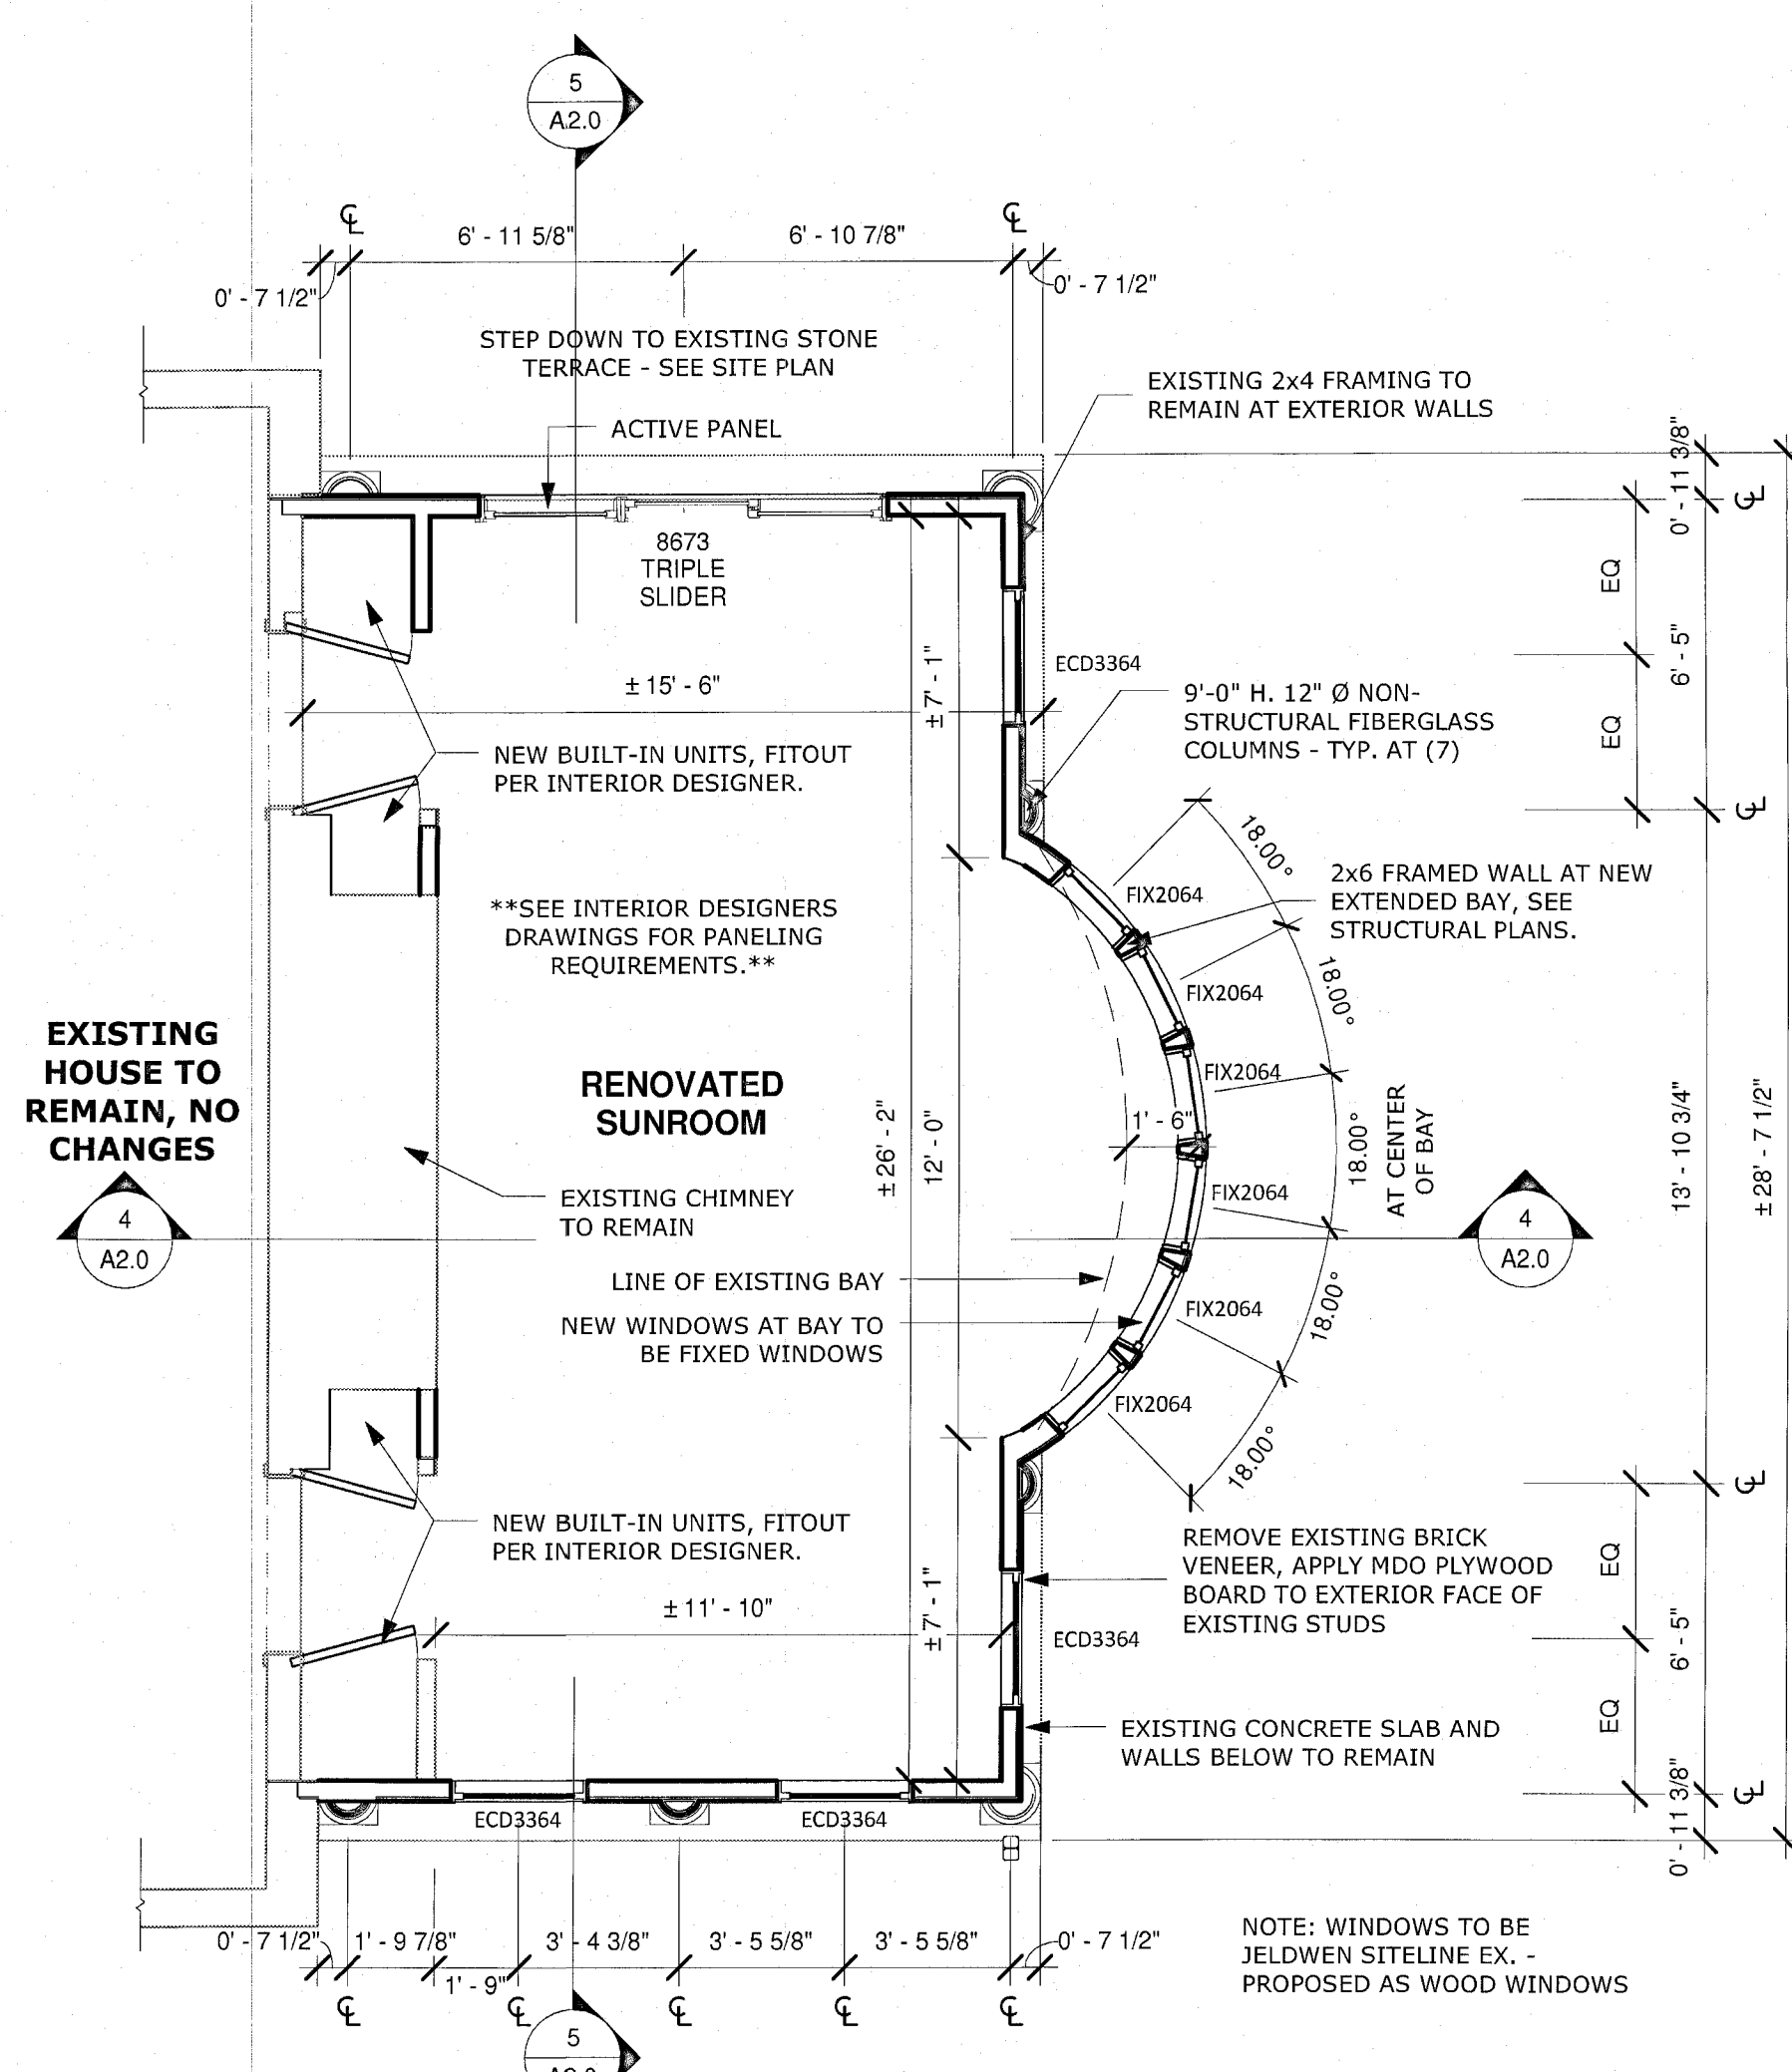 5
A2.0
℄
℄
6' - 11 5/8"
6' - 10 7/8"
0' - 7 1/2"
0' - 7 1/2"
STEP DOWN TO EXISTING STONE
TERRACE - SEE SITE PLAN
ACTIVE PANEL
EXISTING 2x4 FRAMING TO
REMAIN AT EXTERIOR WALLS
0' - 11 3/8"
℄
8673
TRIPLE
SLIDER
EQ
6' - 5"
EQ
℄
± 15' - 6"
± 7' - 1"
ECD3364
9'-0" H. 12" Ø NON-
STRUCTURAL FIBERGLASS
COLUMNS - TYP. AT (7)
NEW BUILT-IN UNITS, FITOUT
PER INTERIOR DESIGNER.
18.00°
FIX2064
2x6 FRAMED WALL AT NEW
EXTENDED BAY, SEE
STRUCTURAL PLANS.
**SEE INTERIOR DESIGNERS
DRAWINGS FOR PANELING
REQUIREMENTS.**
FIX2064
18.00°
EXISTING
HOUSE TO
REMAIN, NO
CHANGES
RENOVATED
SUNROOM
FIX2064
1' - 6"
18.00°
AT CENTER
OF BAY
± 26' - 2"
12' - 0"
13' - 10 3/4"
± 28' - 7 1/2"
EXISTING CHIMNEY
TO REMAIN
FIX2064
4
A2.0
4
A2.0
LINE OF EXISTING BAY
NEW WINDOWS AT BAY TO
BE FIXED WINDOWS
FIX2064
18.00°
FIX2064
18.00°
℄
NEW BUILT-IN UNITS, FITOUT
PER INTERIOR DESIGNER.
REMOVE EXISTING BRICK
VENEER, APPLY MDO PLYWOOD
BOARD TO EXTERIOR FACE OF
EXISTING STUDS
EQ
6' - 5"
EQ
± 11' - 10"
± 7' - 1"
ECD3364
EXISTING CONCRETE SLAB AND
WALLS BELOW TO REMAIN
℄
0' - 11 3/8"
ECD3364
ECD3364
0' - 7 1/2"
1' - 9 7/8"
1' - 9"
3' - 4 3/8"
3' - 5 5/8"
3' - 5 5/8"
0' - 7 1/2"
℄
℄
℄
℄
℄
NOTE: WINDOWS TO BE
JELDWEN SITELINE EX. -
PROPOSED AS WOOD WINDOWS
5